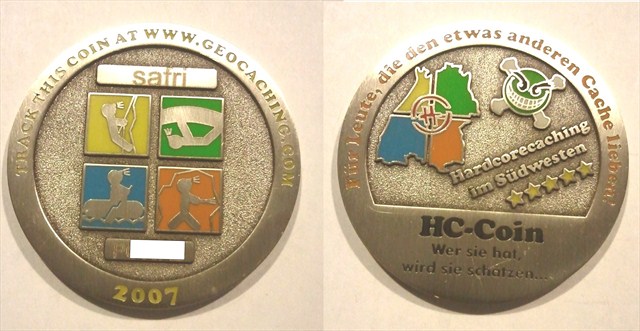 TRACK THIS COIN AT WWW.GEOCACHING.COM
safri
2007
Für Leute, die den etwas anderen Cache lieben!
H
Hardcorecaching
im Südwesten
HC-Coin
Wer sie hat,
wird sie schätzen...